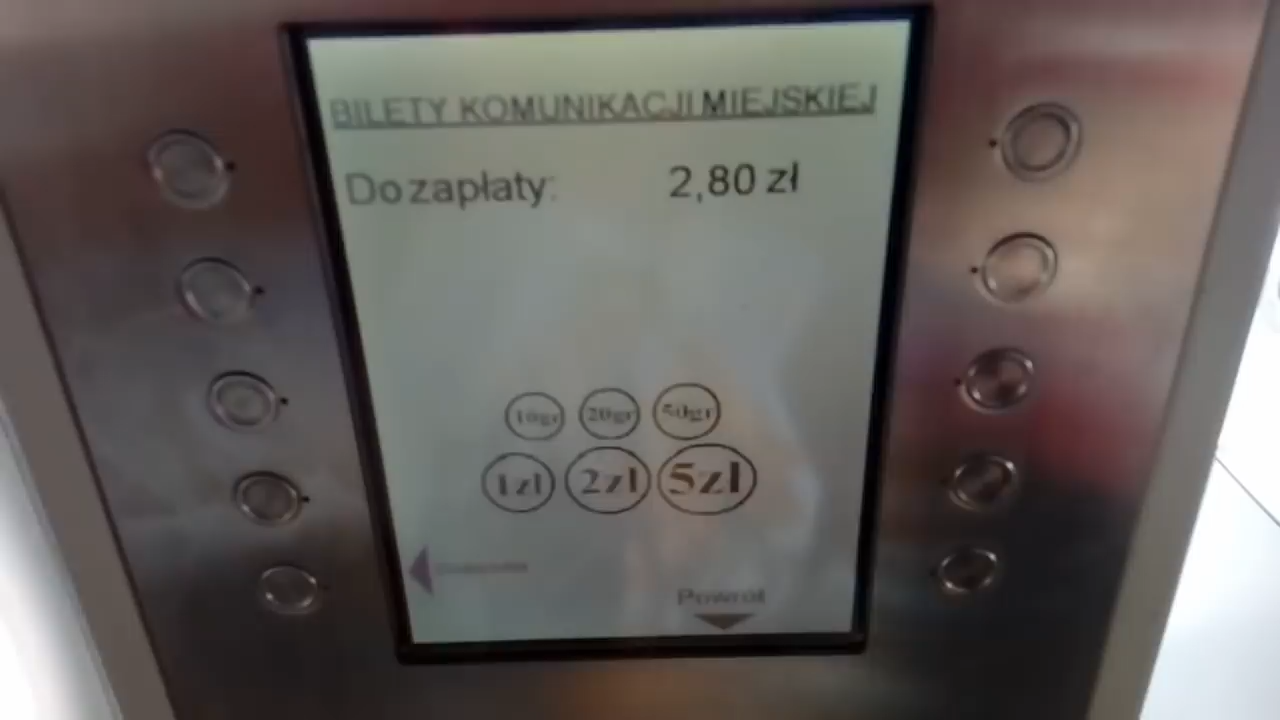 BILETY KOMUNIKACJI MIEJSKIEJ
Do zapłaty: 2,80 zł
10gr 20gr 50gr
1zł 2zł 5zł
Powrót